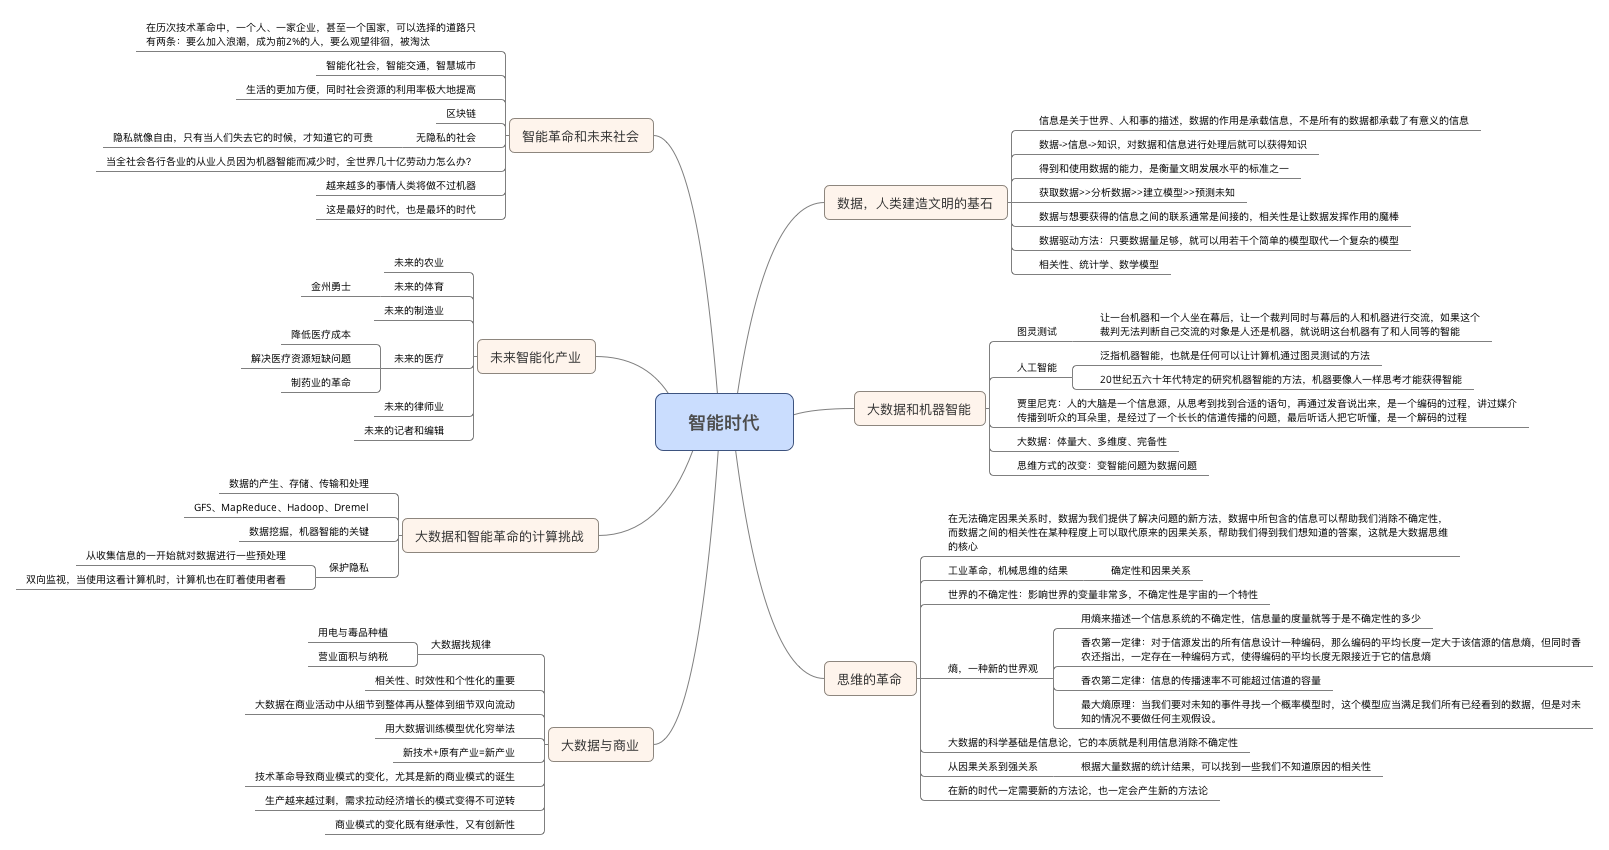 智能时代
数据，人类建造文明的基石
信息是关于世界、人和事的描述，数据的作用是承载信息，不是所有的数据都承载了有意义的信息
数据->信息->知识，对数据和信息进行处理后就可以获得知识
得到和使用数据的能力，是衡量文明发展水平的标准之一
获取数据>>分析数据>>建立模型>>预测未知
数据与想要获得的信息之间的联系通常是间接的，相关性是让数据发挥作用的魔棒
数据驱动方法：只要数据量足够，就可以用若干个简单的模型取代一个复杂的模型
相关性、统计学、数学模型
大数据和机器智能
图灵测试
让一台机器和一个人坐在幕后，让一个裁判同时与幕后的人和机器进行交流，如果这个
裁判无法判断自己交流的对象是人还是机器，就说明这台机器有了和人同等的智能
人工智能
泛指机器智能，也就是任何可以让计算机通过图灵测试的方法
20世纪五六十年代特定的研究机器智能的方法，机器要像人一样思考才能获得智能
贾里尼克：人的大脑是一个信息源，从思考到找到合适的语句，再通过发音说出来，是一个编码的过程，讲过媒介
传播到听众的耳朵里，是经过了一个长长的信道传播的问题，最后听话人把它听懂，是一个解码的过程
大数据：体量大、多维度、完备性
思维方式的改变：变智能问题为数据问题
思维的革命
在无法确定因果关系时，数据为我们提供了解决问题的新方法，数据中所包含的信息可以帮助我们消除不确定性，
而数据之间的相关性在某种程度上可以取代原来的因果关系，帮助我们得到我们想知道的答案，这就是大数据思维
的核心
工业革命，机械思维的结果
确定性和因果关系
世界的不确定性：影响世界的变量非常多，不确定性是宇宙的一个特性
熵，一种新的世界观
用熵来描述一个信息系统的不确定性，信息量的度量就等于是不确定性的多少
香农第一定律：对于信源发出的所有信息设计一种编码，那么编码的平均长度一定大于该信源的信息熵，但同时香
农还指出，一定存在一种编码方式，使得编码的平均长度无限接近于它的信息熵
香农第二定律：信息的传播速率不可能超过信道的容量
最大熵原理：当我们要对未知的事件寻找一个概率模型时，这个模型应当满足我们所有已经看到的数据，但是对未
知的情况不要做任何主观假设。
大数据的科学基础是信息论，它的本质就是利用信息消除不确定性
从因果关系到强关系
根据大量数据的统计结果，可以找到一些我们不知道原因的相关性
在新的时代一定需要新的方法论，也一定会产生新的方法论
智能革命和未来社会
在历次技术革命中，一个人、一家企业，甚至一个国家，可以选择的道路只
有两条：要么加入浪潮，成为前2%的人，要么观望徘徊，被淘汰
智能化社会，智能交通，智慧城市
生活的更加方便，同时社会资源的利用率极大地提高
区块链
无隐私的社会
隐私就像自由，只有当人们失去它的时候，才知道它的可贵
当全社会各行各业的从业人员因为机器智能而减少时，全世界几十亿劳动力怎么办?
越来越多的事情人类将做不过机器
这是最好的时代，也是最坏的时代
未来智能化产业
未来的农业
未来的体育
金州勇士
未来的制造业
未来的医疗
降低医疗成本
解决医疗资源短缺问题
制药业的革命
未来的律师业
未来的记者和编辑
大数据和智能革命的计算挑战
数据的产生、存储、传输和处理
GFS、MapReduce、Hadoop、Dremel
数据挖掘，机器智能的关键
保护隐私
从收集信息的一开始就对数据进行一些预处理
双向监视，当使用这看计算机时，计算机也在盯着使用者看
大数据与商业
大数据找规律
用电与毒品种植
营业面积与纳税
相关性、时效性和个性化的重要
大数据在商业活动中从细节到整体再从整体到细节双向流动
用大数据训练模型优化穷举法
新技术+原有产业=新产业
技术革命导致商业模式的变化，尤其是新的商业模式的诞生
生产越来越过剩，需求拉动经济增长的模式变得不可逆转
商业模式的变化既有继承性，又有创新性